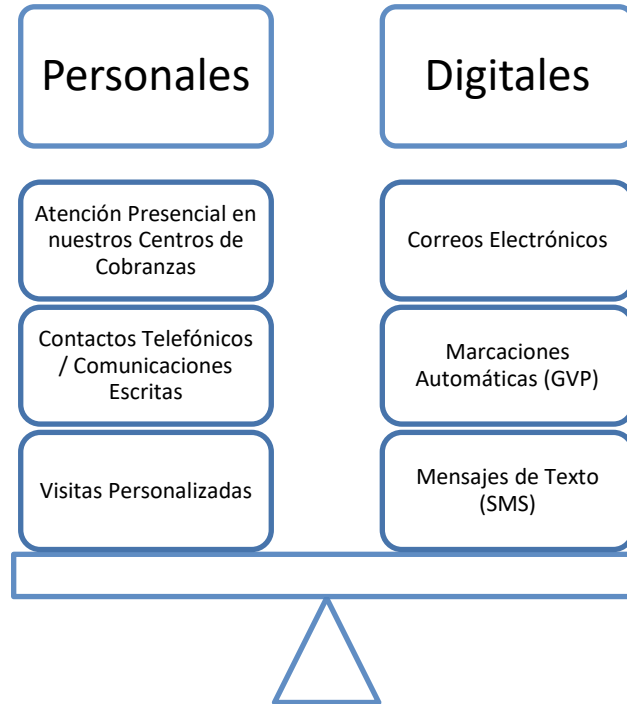 Personales
Digitales
Atención Presencial en
nuestros Centros de
Cobranzas
Correos Electrónicos
Contactos Telefónicos
/ Comunicaciones
Escritas
Marcaciones
Automáticas (GVP)
Visitas Personalizadas
Mensajes de Texto
(SMS)